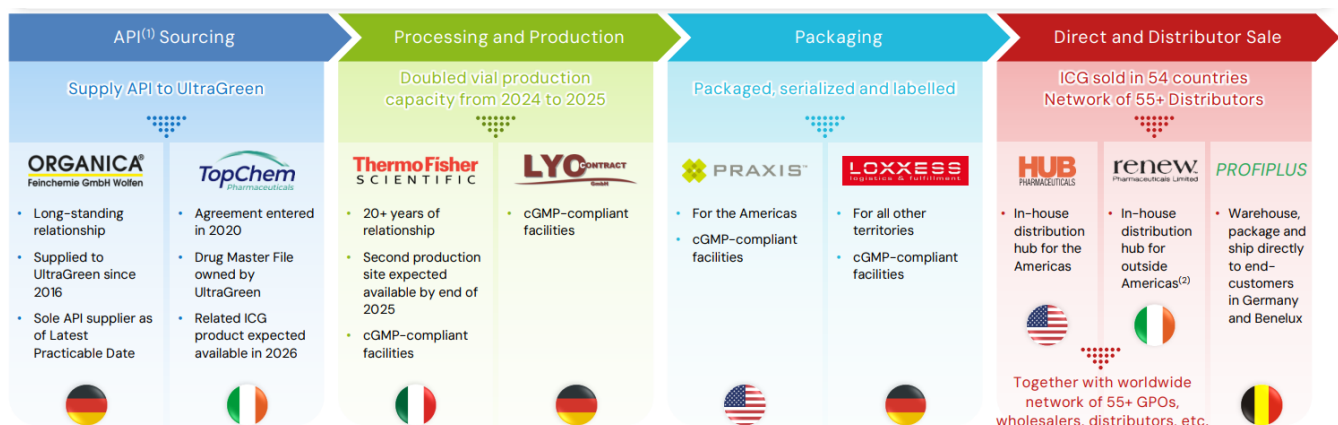 API(1) Sourcing
Supply API to UltraGreen
ORGANICA®
Feinchemie GmbH Wolfen
• Long-standing
relationship
• Supplied to
UltraGreen since
2016
• Sole API supplier as
of Latest
Practicable Date
TopChem
Pharmaceuticals
• Agreement entered
in 2020
• Drug Master File
owned by
UltraGreen
• Related ICG
product expected
available in 2026
Processing and Production
Doubled vial production
capacity from 2024 to 2025
ThermoFisher
SCIENTIFIC
• 20+ years of
relationship
• Second production
site expected
available by end of
2025
• cGMP-compliant
facilities
LYO CONTRACT
GmbH
• cGMP-compliant
facilities
Packaging
Packaged, serialized and labelled
PRAXIS™
• For the Americas
• cGMP-compliant
facilities
LOXXESS
logistics & fulfillment
• For all other
territories
• cGMP-compliant
facilities
Direct and Distributor Sale
ICG sold in 54 countries
Network of 55+ Distributors
HUB
PHARMACEUTICALS
• In-house
distribution
hub for the
Americas
renew
Pharmaceuticals Limited
• In-house
distribution
hub for
outside
Americas(2)
PROFIPLUS
• Warehouse,
package and
ship directly
to end-
customers
in Germany
and Benelux
Together with worldwide
network of 55+ GPOs,
wholesalers, distributors, etc.